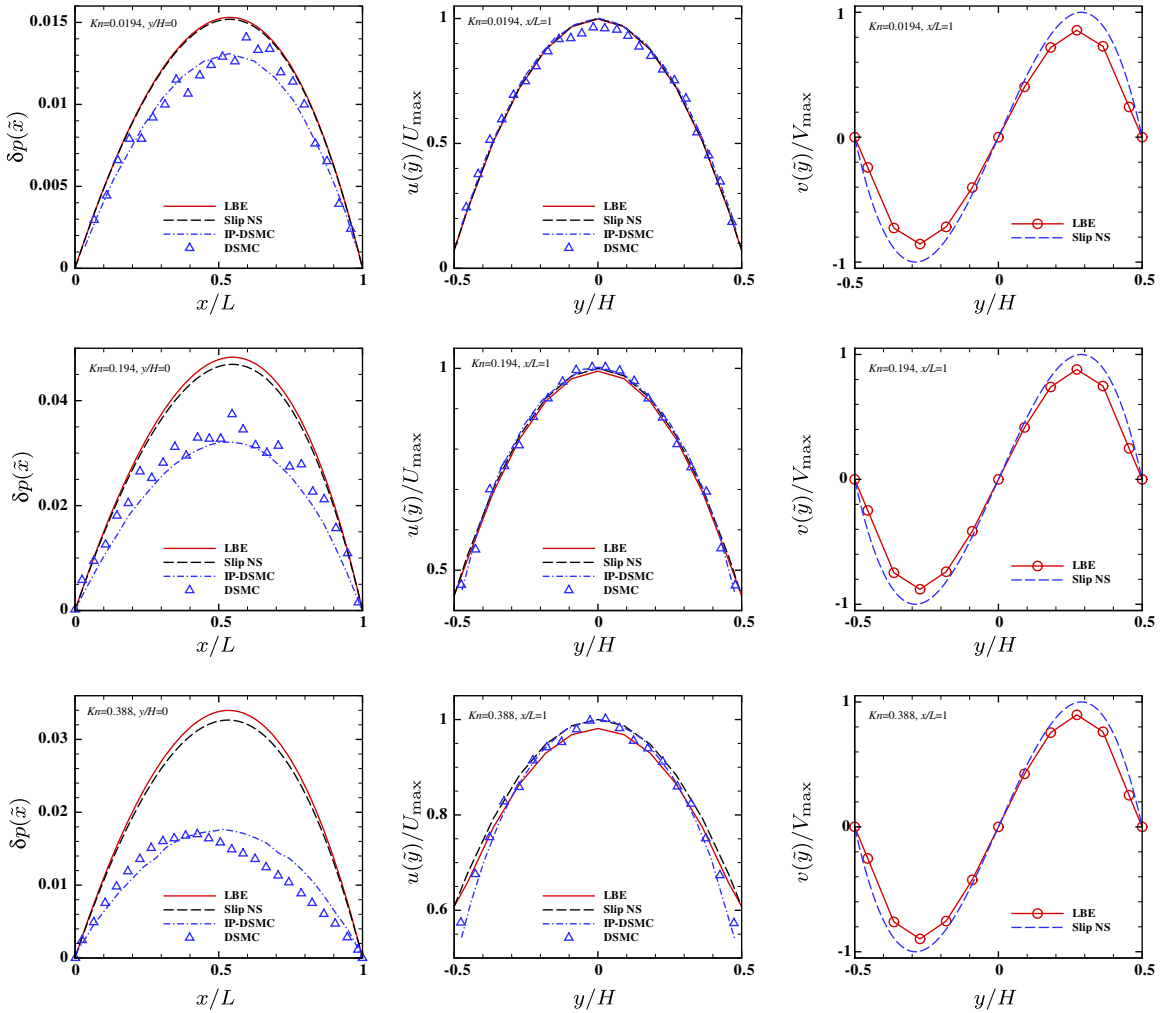 Kn=0.0194, y/H=0
0.015
0.01
0.005
0
δp(x̃)
LBE
Slip NS
IP-DSMC
DSMC
0 0.5 1
x/L
Kn=0.0194, x/L=1
1
0.5
0
u(ỹ)/U_max
LBE
Slip NS
IP-DSMC
DSMC
-0.5 0 0.5
y/H
Kn=0.0194, x/L=1
1
0
-1
v(ỹ)/V_max
LBE
Slip NS
-0.5 0 0.5
y/H
Kn=0.194, y/H=0
0.04
0.02
0
δp(x̃)
LBE
Slip NS
IP-DSMC
DSMC
0 0.5 1
x/L
Kn=0.194, x/L=1
1
0.5
u(ỹ)/U_max
LBE
Slip NS
IP-DSMC
DSMC
-0.5 0 0.5
y/H
Kn=0.194, x/L=1
1
0
-1
v(ỹ)/V_max
LBE
Slip NS
-0.5 0 0.5
y/H
Kn=0.388, y/H=0
0.03
0.02
0.01
0
δp(x̃)
LBE
Slip NS
IP-DSMC
DSMC
0 0.5 1
x/L
Kn=0.388, x/L=1
1
0.8
0.6
u(ỹ)/U_max
LBE
Slip NS
IP-DSMC
DSMC
-0.5 0 0.5
y/H
Kn=0.388, x/L=1
1
0
-1
v(ỹ)/V_max
LBE
Slip NS
-0.5 0 0.5
y/H